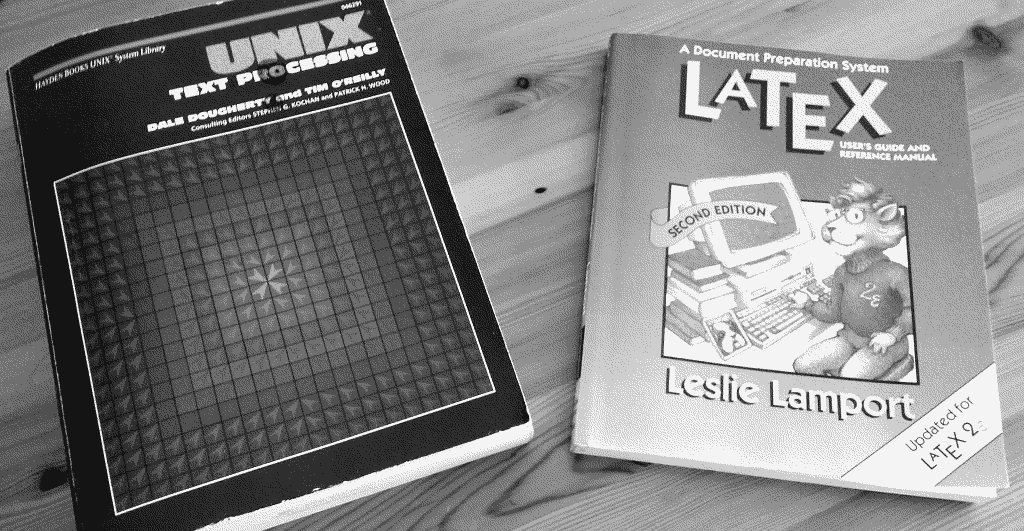 046291
HAYDEN BOOKS UNIX® System Library
UNIX®
TEXT PROCESSING
DALE DOUGHERTY and TIM O'REILLY
Consulting Editors STEPHEN G. KOCHAN and PATRICK H. WOOD
A Document Preparation System
LATEX
USER'S GUIDE AND
REFERENCE MANUAL
SECOND EDITION
2ε
Leslie Lamport
Updated for
LATEX 2ε